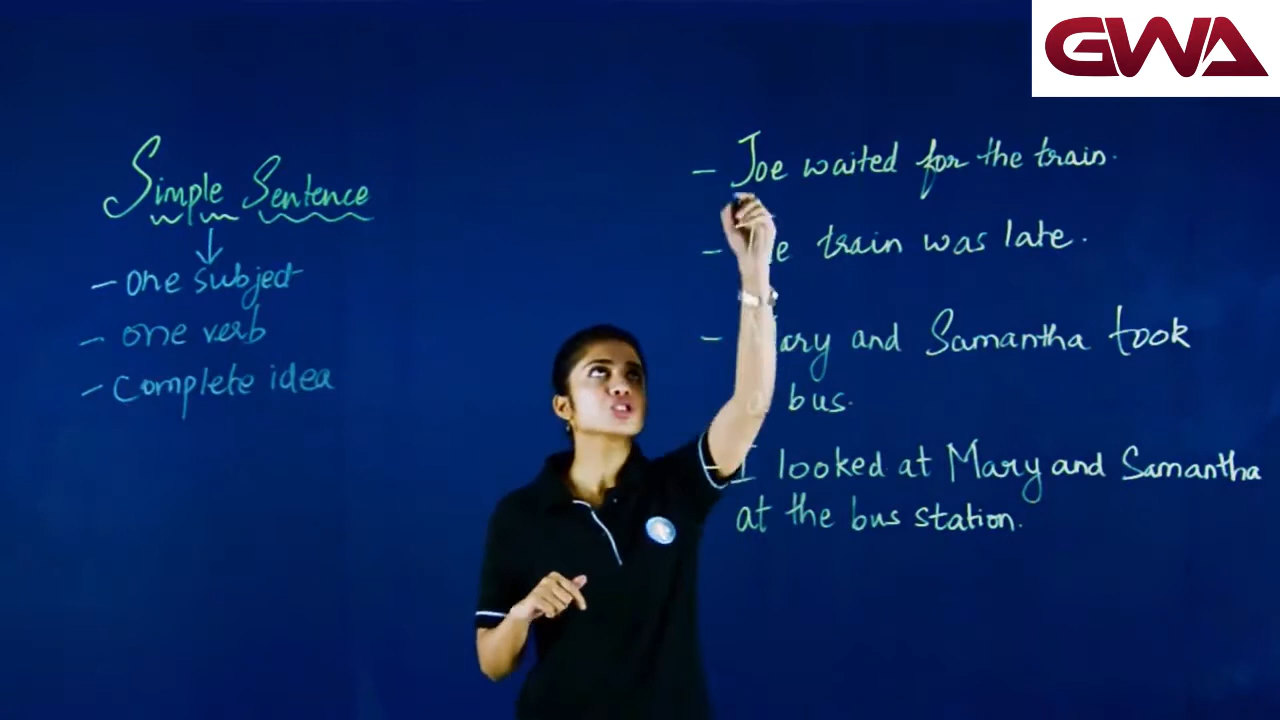 GWA
Simple Sentence
- One subject
- one verb
- Complete idea
- Joe waited for the train.
- train was late.
- and Samantha took
bus.
- I looked at Mary and Samantha
at the bus station.